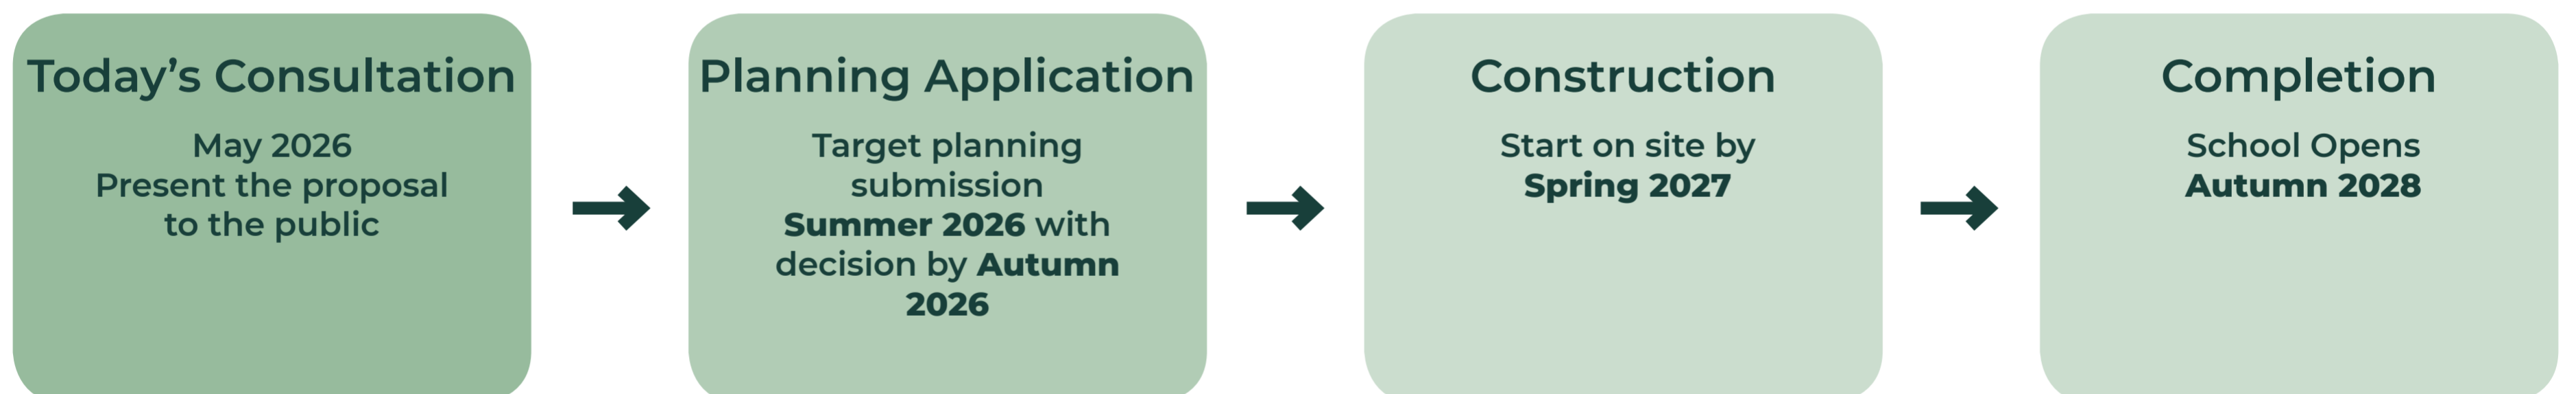 Today’s Consultation
May 2026
Present the proposal
to the public
Planning Application
Target planning
submission
Summer 2026 with
decision by Autumn
2026
Construction
Start on site by
Spring 2027
Completion
School Opens
Autumn 2028